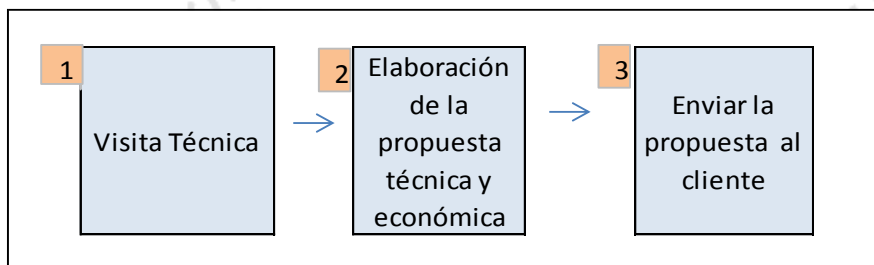 1
Visita Técnica
2
Elaboración
de la
propuesta
técnica y
económica
3
Enviar la
propuesta al
cliente